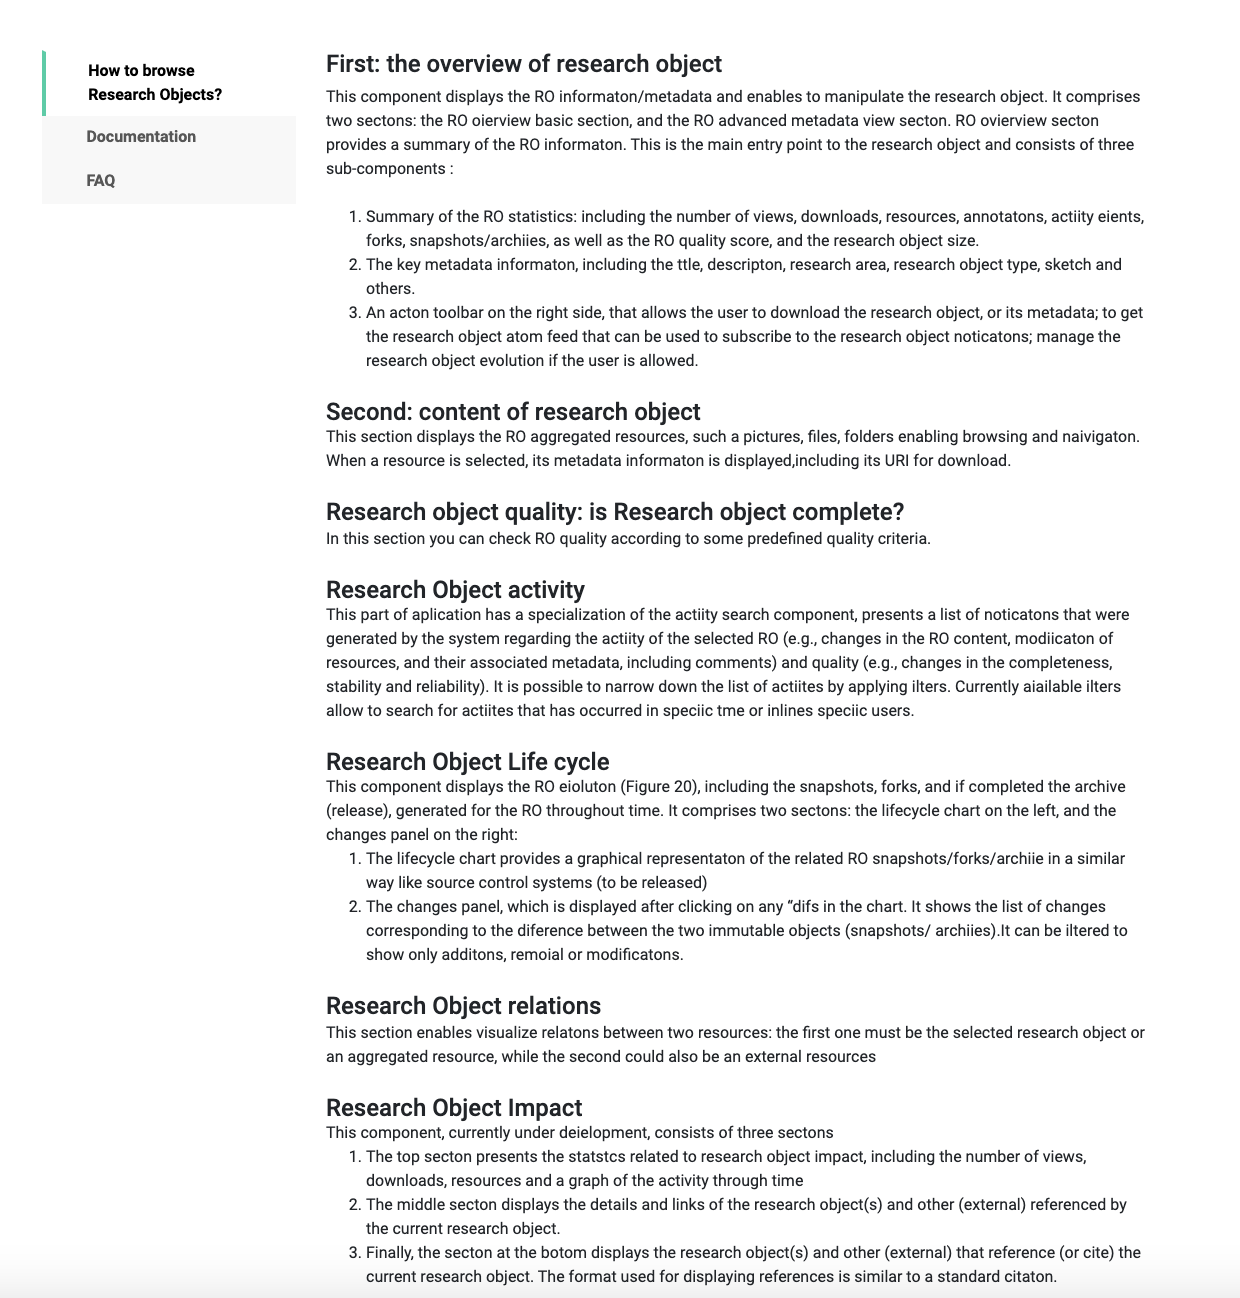 How to browse
Research Objects?
Documentation
FAQ
First: the overview of research object
This component displays the RO informaton/metadata and enables to manipulate the research object. It comprises
two sectons: the RO oierview basic section, and the RO advanced metadata view secton. RO ovierview secton
provides a summary of the RO informaton. This is the main entry point to the research object and consists of three
sub-components :
1. Summary of the RO statistics: including the number of views, downloads, resources, annotatons, actiity eients,
forks, snapshots/archiies, as well as the RO quality score, and the research object size.
2. The key metadata informaton, including the ttle, descripton, research area, research object type, sketch and
others.
3. An acton toolbar on the right side, that allows the user to download the research object, or its metadata; to get
the research object atom feed that can be used to subscribe to the research object noticatons; manage the
research object evolution if the user is allowed.
Second: content of research object
This section displays the RO aggregated resources, such a pictures, files, folders enabling browsing and naivigaton.
When a resource is selected, its metadata informaton is displayed,including its URI for download.
Research object quality: is Research object complete?
In this section you can check RO quality according to some predefined quality criteria.
Research Object activity
This part of aplication has a specialization of the actiity search component, presents a list of noticatons that were
generated by the system regarding the actiity of the selected RO (e.g., changes in the RO content, modiicaton of
resources, and their associated metadata, including comments) and quality (e.g., changes in the completeness,
stability and reliability). It is possible to narrow down the list of actiites by applying ilters. Currently aiailable ilters
allow to search for actiites that has occurred in speciic tme or inlines speciic users.
Research Object Life cycle
This component displays the RO eioluton (Figure 20), including the snapshots, forks, and if completed the archive
(release), generated for the RO throughout time. It comprises two sectons: the lifecycle chart on the left, and the
changes panel on the right:
1. The lifecycle chart provides a graphical representaton of the related RO snapshots/forks/archiie in a similar
way like source control systems (to be released)
2. The changes panel, which is displayed after clicking on any “difs in the chart. It shows the list of changes
corresponding to the diference between the two immutable objects (snapshots/ archiies).It can be iltered to
show only additons, remoial or modificatons.
Research Object relations
This section enables visualize relatons between two resources: the first one must be the selected research object or
an aggregated resource, while the second could also be an external resources
Research Object Impact
This component, currently under deielopment, consists of three sectons
1. The top secton presents the statstcs related to research object impact, including the number of views,
downloads, resources and a graph of the activity through time
2. The middle secton displays the details and links of the research object(s) and other (external) referenced by
the current research object.
3. Finally, the secton at the botom displays the research object(s) and other (external) that reference (or cite) the
current research object. The format used for displaying references is similar to a standard citaton.